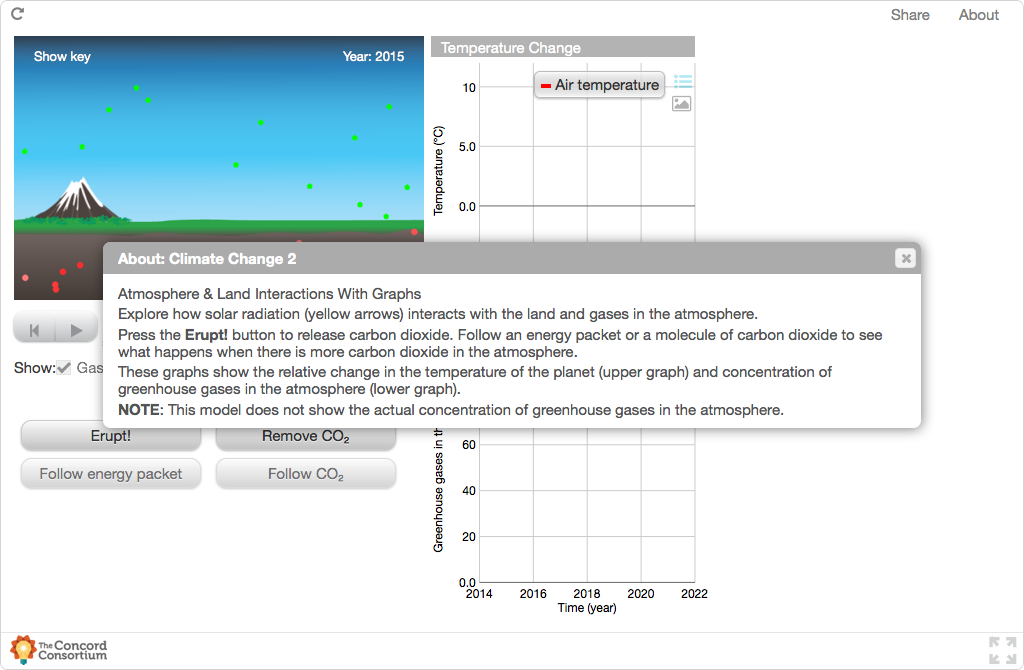 Share About
Show key Year: 2015
Temperature Change
Air temperature
10
5.0
0.0
Temperature (°C)
About: Climate Change 2
Atmosphere & Land Interactions With Graphs
Explore how solar radiation (yellow arrows) interacts with the land and gases in the atmosphere.
Press the Erupt! button to release carbon dioxide. Follow an energy packet or a molecule of carbon dioxide to see
what happens when there is more carbon dioxide in the atmosphere.
These graphs show the relative change in the temperature of the planet (upper graph) and concentration of
greenhouse gases in the atmosphere (lower graph).
NOTE: This model does not show the actual concentration of greenhouse gases in the atmosphere.
Show: Gas
Erupt! Remove CO₂
Follow energy packet Follow CO₂
Greenhouse gases in th
60
40
20
0.0
2014 2016 2018 2020 2022
Time (year)
The Concord
Consortium